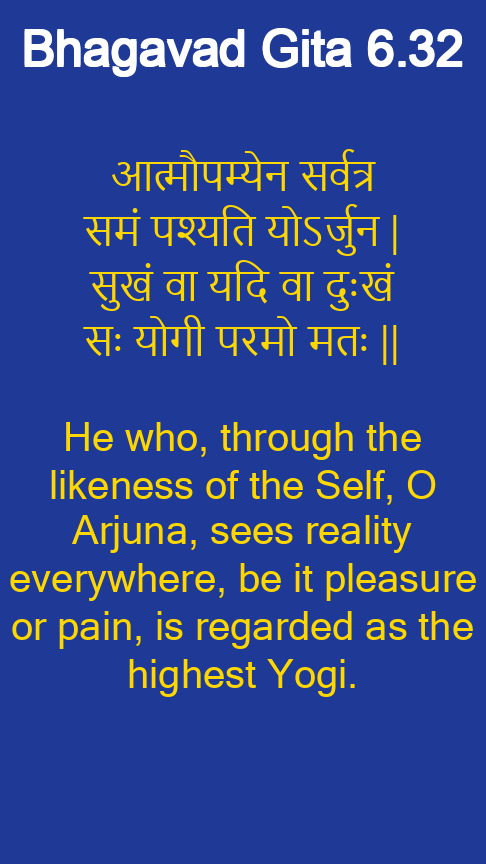 Bhagavad Gita 6.32
आत्मौपम्येन सर्वत्र
समं पश्यति योऽर्जुन |
सुखं वा यदि वा दुःखं
सः योगी परमो मतः ||
He who, through the
likeness of the Self, O
Arjuna, sees reality
everywhere, be it pleasure
or pain, is regarded as the
highest Yogi.